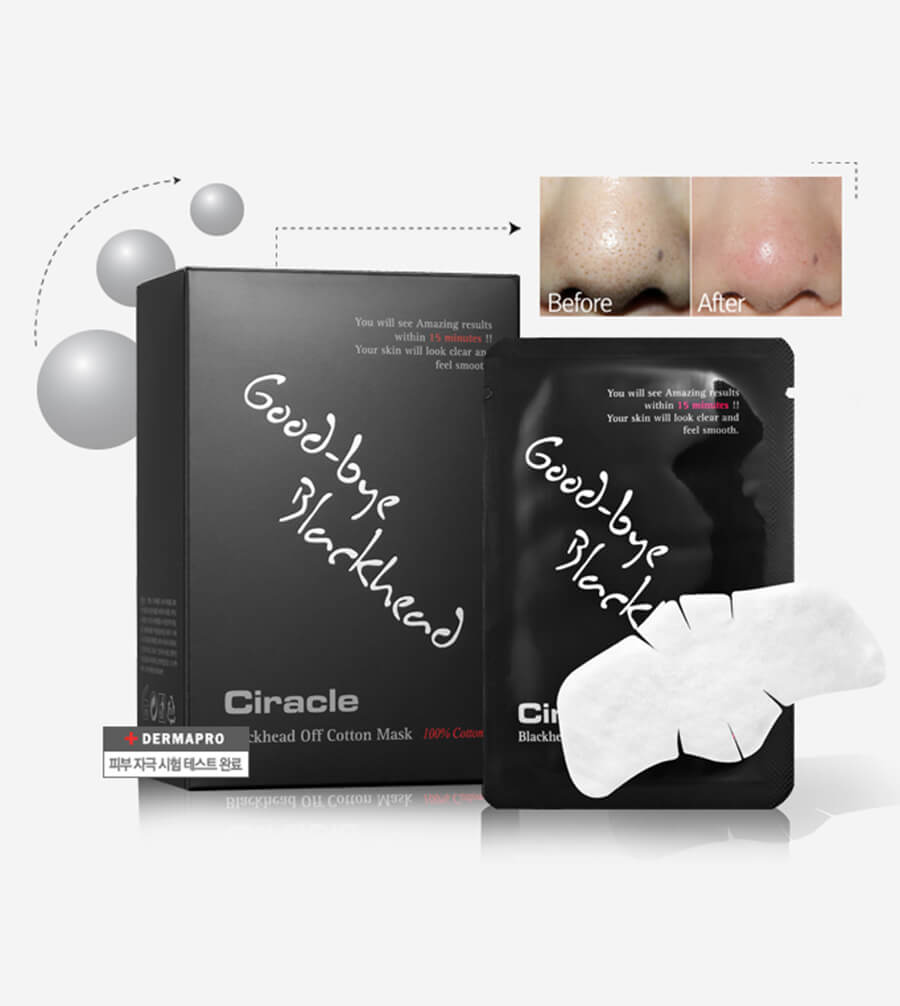 Before
After
You will see Amazing results
within 15 minutes !!
Your skin will look clear an
feel smoot
Good-bye
Blackhead
Ciracle
ckhead Off Cotton Mask 100% Cotton
+ DERMAPRO
피부 자극 시험 테스트 완료
You will see Amazing results
within 15 minutes !!
Your skin will look clear and
feel smooth.
Good-bye
Black
Cir
Blackhe